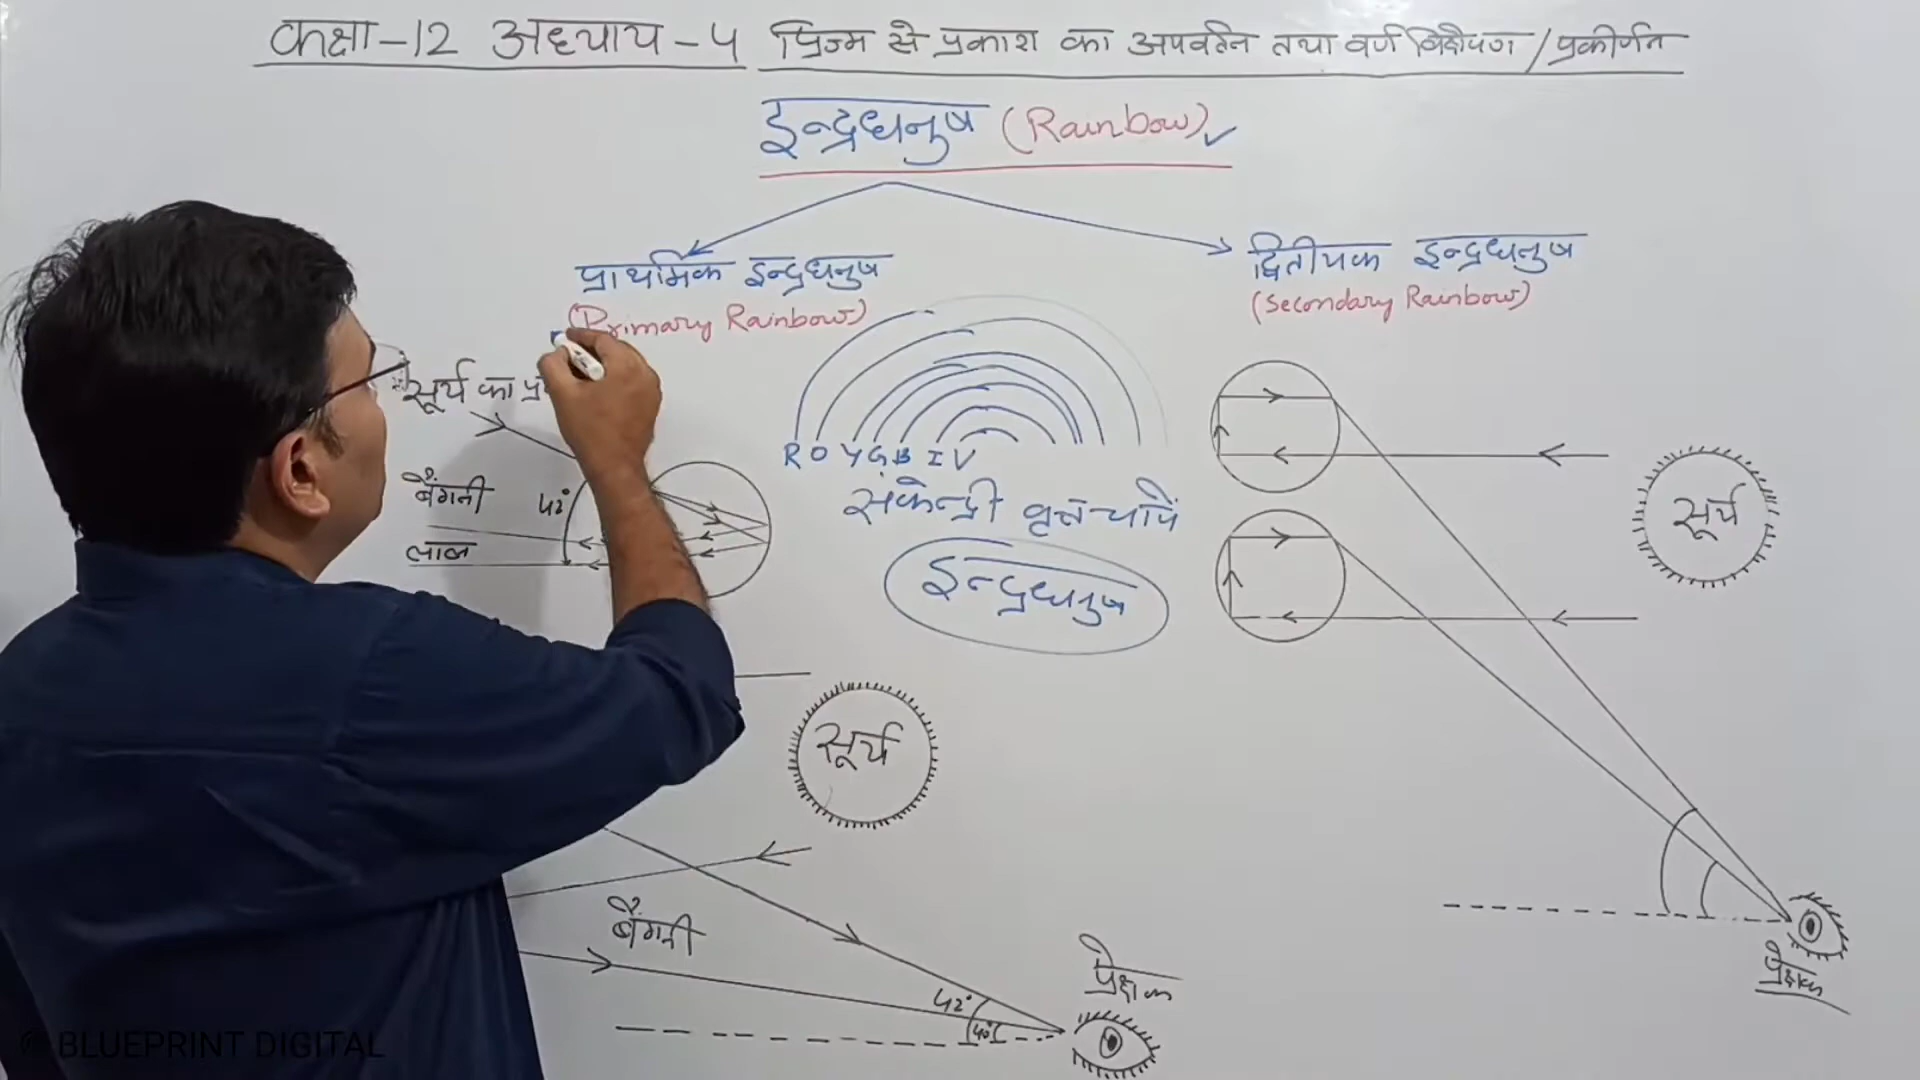 कक्षा-12 अध्याय-4 प्रिज्म से प्रकाश का अपवर्तन तथा वर्ण विक्षेपण/प्रकीर्णन
इन्द्रधनुष (Rainbow)
प्राथमिक इन्द्रधनुष
(Primary Rainbow)
द्वितीयक इन्द्रधनुष
(Secondary Rainbow)
सूर्य का
बैंगनी
42°
लाल
R O Y G B I V
संकेन्द्री वृत्त चापें
इन्द्रधनुष
सूर्य
सूर्य
बैंगनी
42°
40°
प्रेक्षक
प्रेक्षक
BLUEPRINT DIGITAL